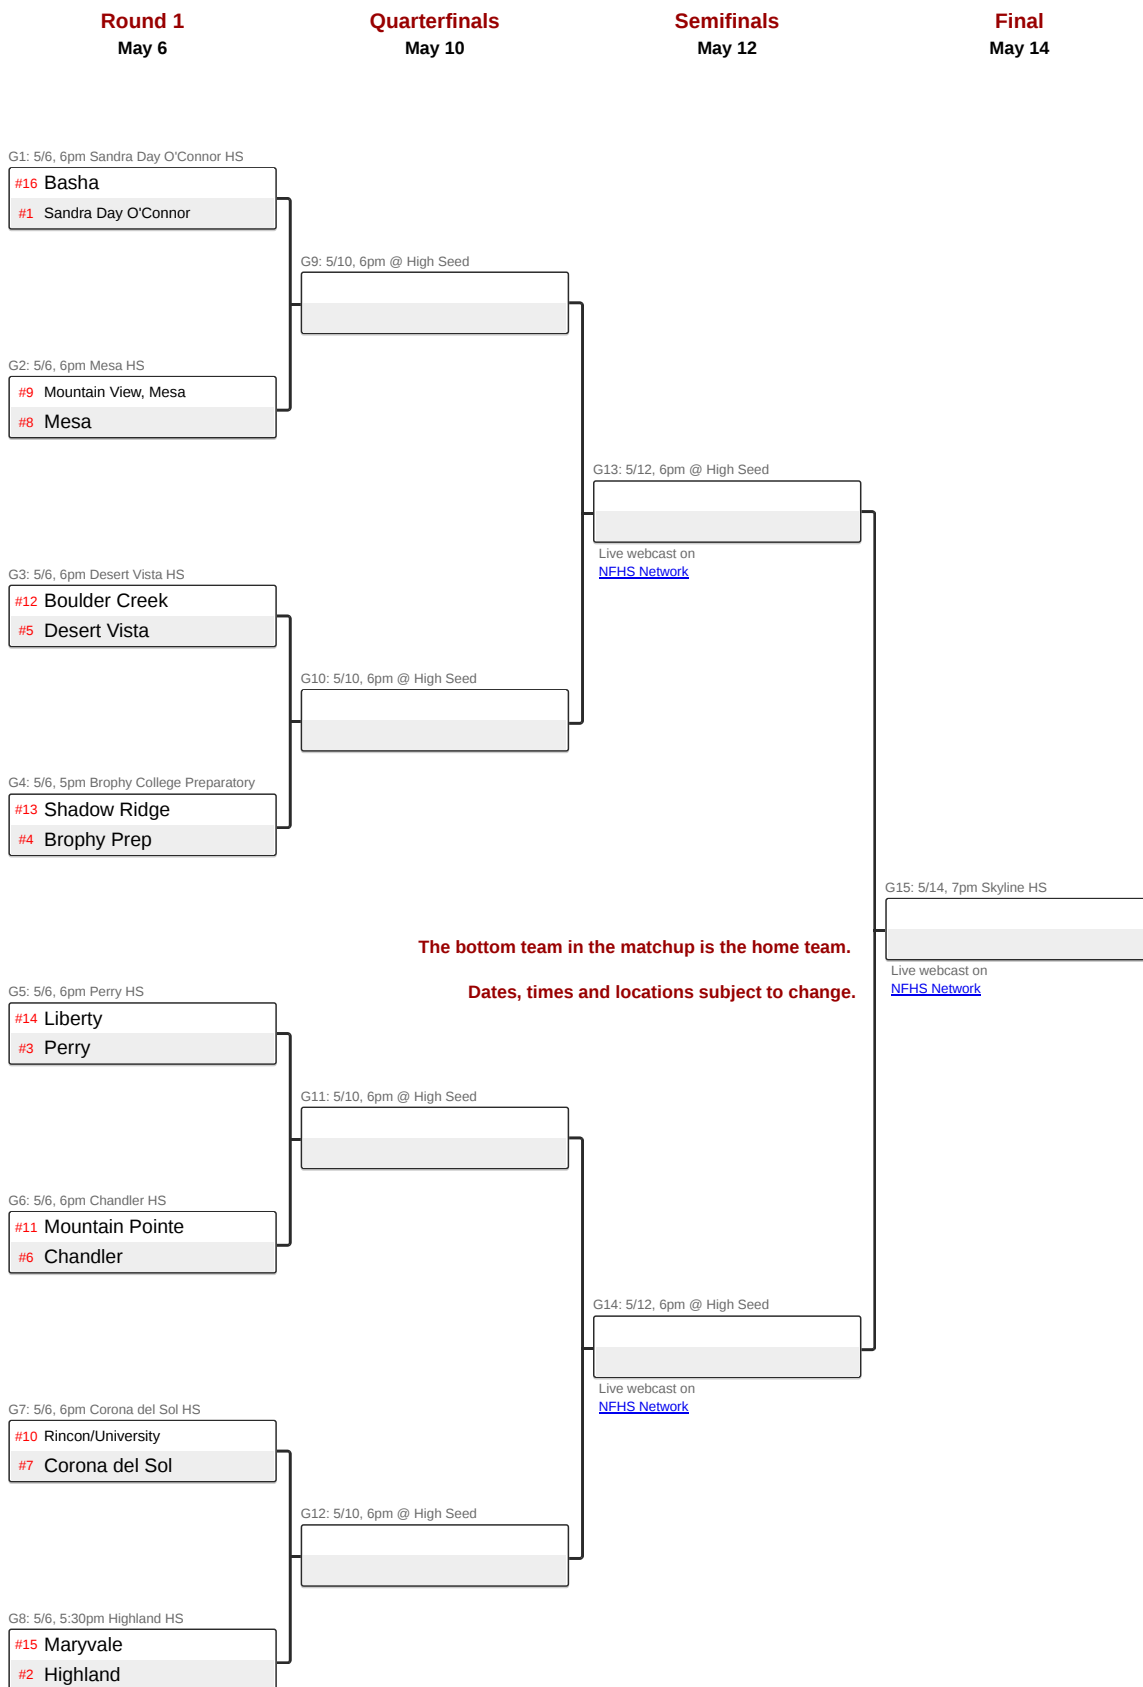 Round 1
May 6
Quarterfinals
May 10
Semifinals
May 12
Final
May 14
G1: 5/6, 6pm Sandra Day O'Connor HS
#16 Basha
#1 Sandra Day O'Connor
G9: 5/10, 6pm @ High Seed
G2: 5/6, 6pm Mesa HS
#9 Mountain View, Mesa
#8 Mesa
G13: 5/12, 6pm @ High Seed
Live webcast on
NFHS Network
G3: 5/6, 6pm Desert Vista HS
#12 Boulder Creek
#5 Desert Vista
G10: 5/10, 6pm @ High Seed
G4: 5/6, 5pm Brophy College Preparatory
#13 Shadow Ridge
#4 Brophy Prep
G15: 5/14, 7pm Skyline HS
Live webcast on
NFHS Network
The bottom team in the matchup is the home team.
Dates, times and locations subject to change.
G5: 5/6, 6pm Perry HS
#14 Liberty
#3 Perry
G11: 5/10, 6pm @ High Seed
G6: 5/6, 6pm Chandler HS
#11 Mountain Pointe
#6 Chandler
G14: 5/12, 6pm @ High Seed
Live webcast on
NFHS Network
G7: 5/6, 6pm Corona del Sol HS
#10 Rincon/University
#7 Corona del Sol
G12: 5/10, 6pm @ High Seed
G8: 5/6, 5:30pm Highland HS
#15 Maryvale
#2 Highland